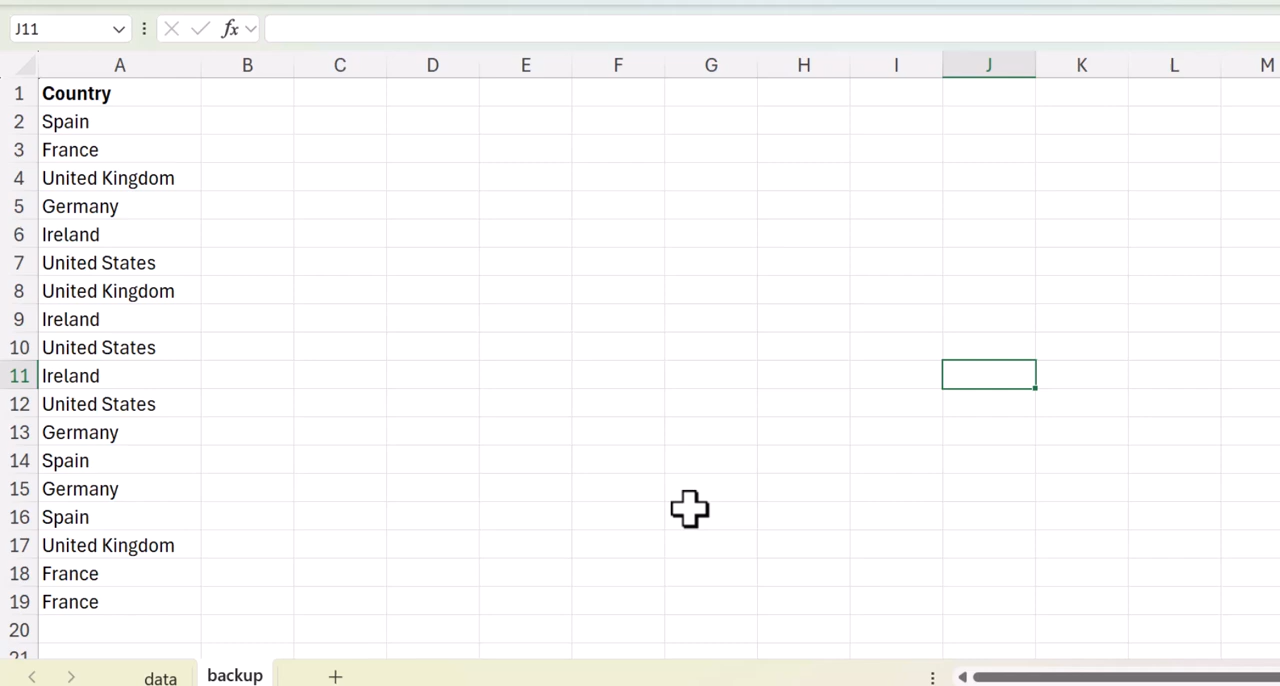 J11 fx
A B C D E F G H I J K L M
1 Country
2 Spain
3 France
4 United Kingdom
5 Germany
6 Ireland
7 United States
8 United Kingdom
9 Ireland
10 United States
11 Ireland
12 United States
13 Germany
14 Spain
15 Germany
16 Spain
17 United Kingdom
18 France
19 France
20
21
data backup +